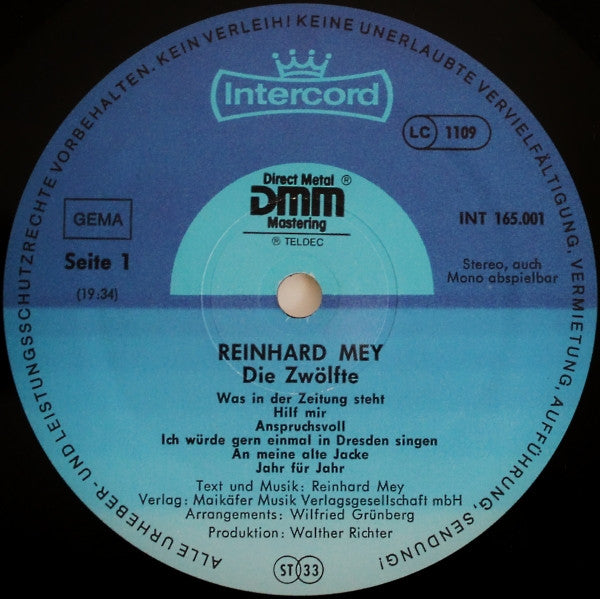 ALLE URHEBER- UND LEISTUNGSSCHUTZRECHTE VORBEHALTEN. KEIN VERLEIH! KEINE UNERLAUBTE VERVIELFÄLTIGUNG, VERMIETUNG, AUFFÜHRUNG, SENDUNG!
Intercord
LC 1109
Direct Metal ®
DMM
Mastering
® TELDEC
GEMA
INT 165.001
Seite 1
Stereo, auch
Mono abspielbar
(19:34)
REINHARD MEY
Die Zwölfte
Was in der Zeitung steht
Hilf mir
Anspruchsvoll
Ich würde gern einmal in Dresden singen
An meine alte Jacke
Jahr für Jahr
Text und Musik: Reinhard Mey
Verlag: Maikäfer Musik Verlagsgesellschaft mbH
Arrangements: Wilfried Grünberg
Produktion: Walther Richter
ST 33